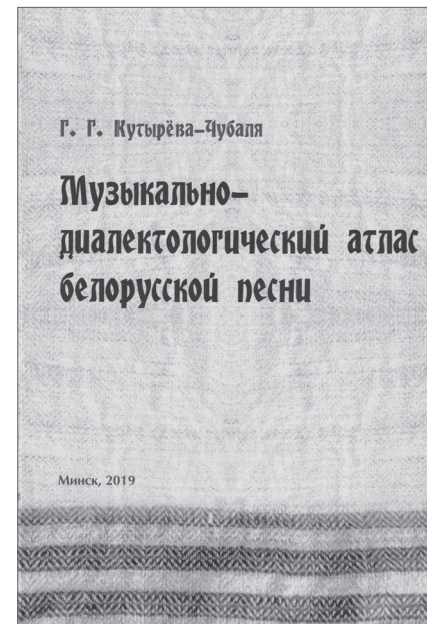 Г. Г. Кутырёва-Чубаля
Музыкально-
диалектологический атлас
белорусской песни
Минск, 2019